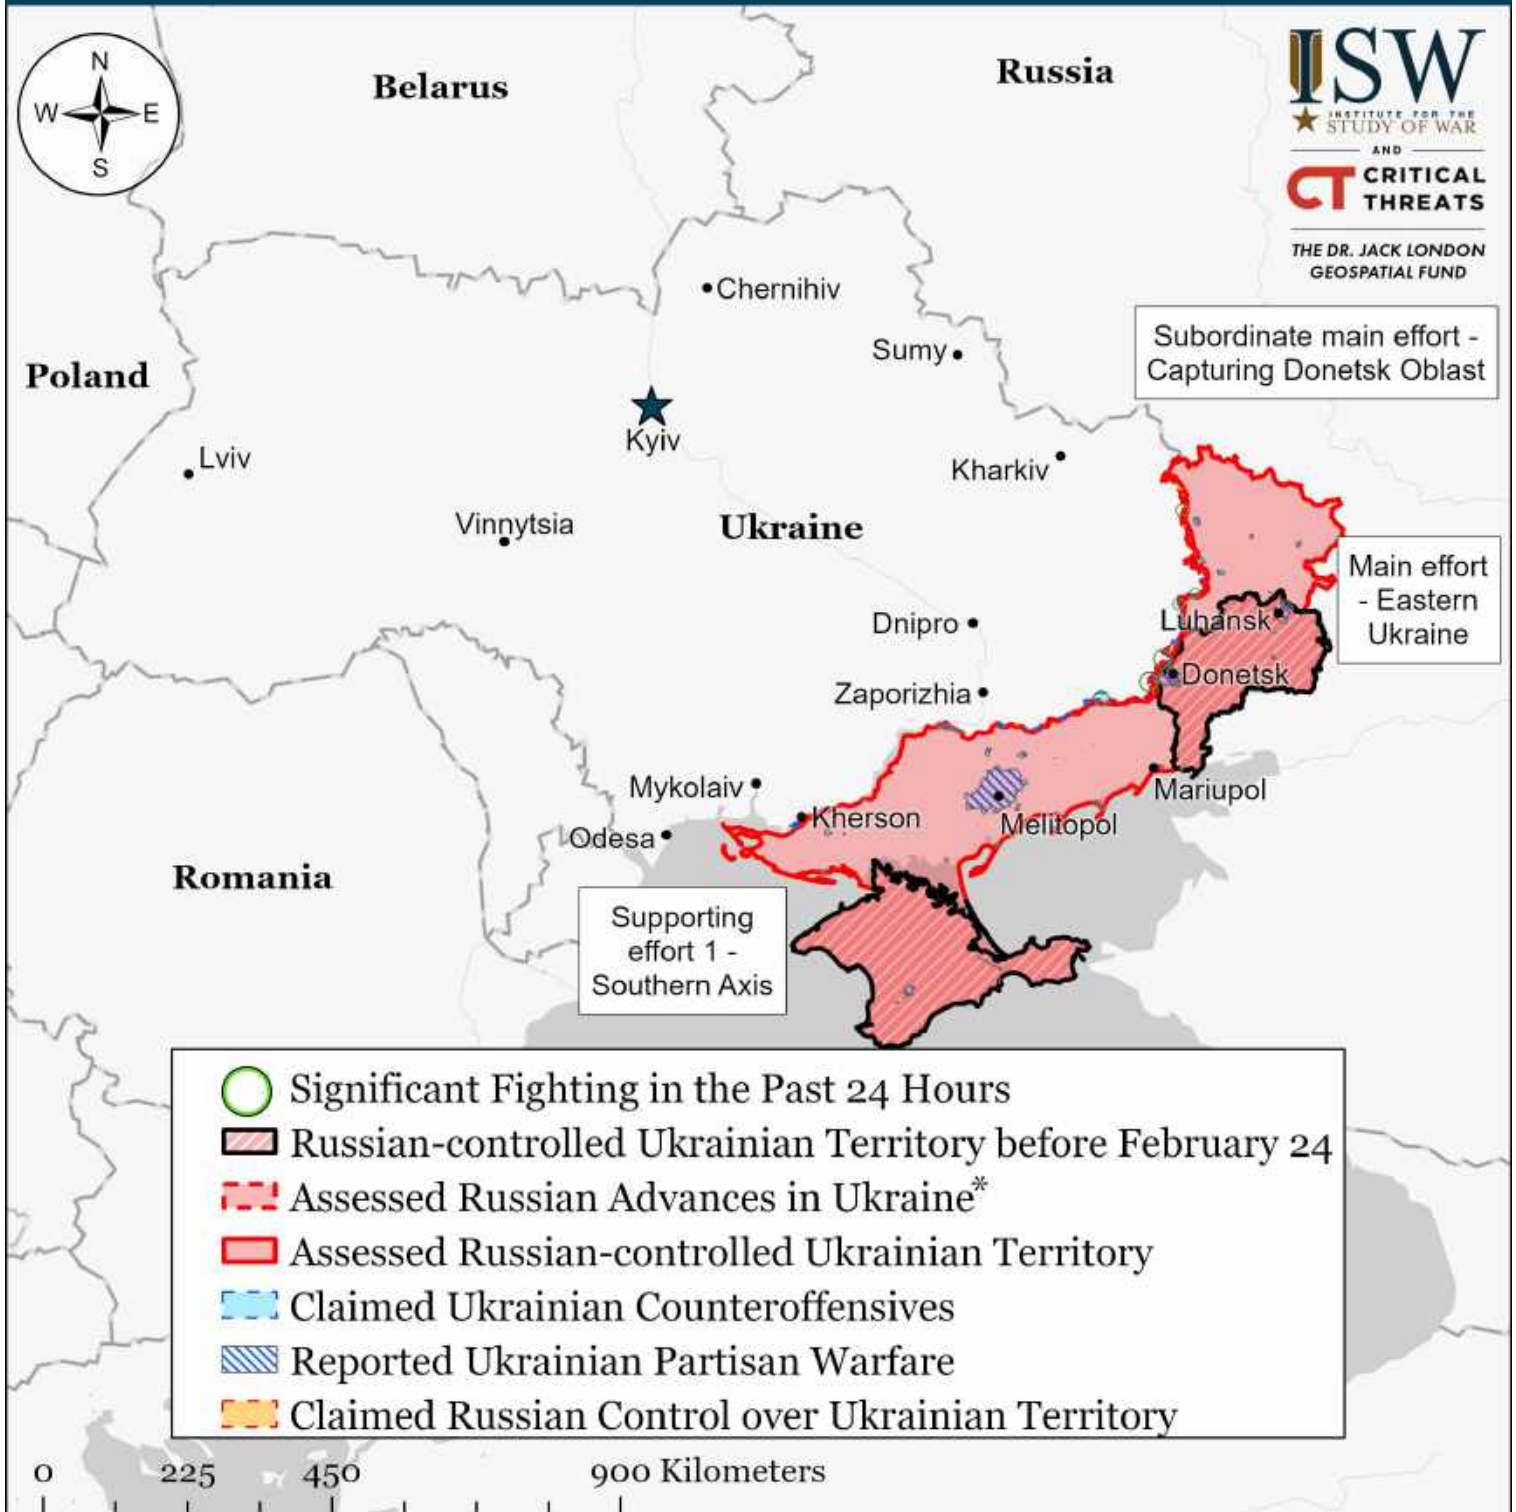 N
W E
S
Belarus
Russia
ISW
INSTITUTE FOR THE
STUDY OF WAR
AND
CT CRITICAL
THREATS
THE DR. JACK LONDON
GEOSPATIAL FUND
Chernihiv
Subordinate main effort -
Capturing Donetsk Oblast
Sumy
Poland
Kyiv
Lviv
Kharkiv
Vinnytsia
Ukraine
Main effort
- Eastern
Ukraine
Dnipro
Luhansk
Donetsk
Zaporizhia
Mykolaiv
Mariupol
Kherson
Melitopol
Odesa
Romania
Supporting
effort 1 -
Southern Axis
Significant Fighting in the Past 24 Hours
Russian-controlled Ukrainian Territory before February 24
Assessed Russian Advances in Ukraine*
Assessed Russian-controlled Ukrainian Territory
Claimed Ukrainian Counteroffensives
Reported Ukrainian Partisan Warfare
Claimed Russian Control over Ukrainian Territory
0 225 450 900 Kilometers